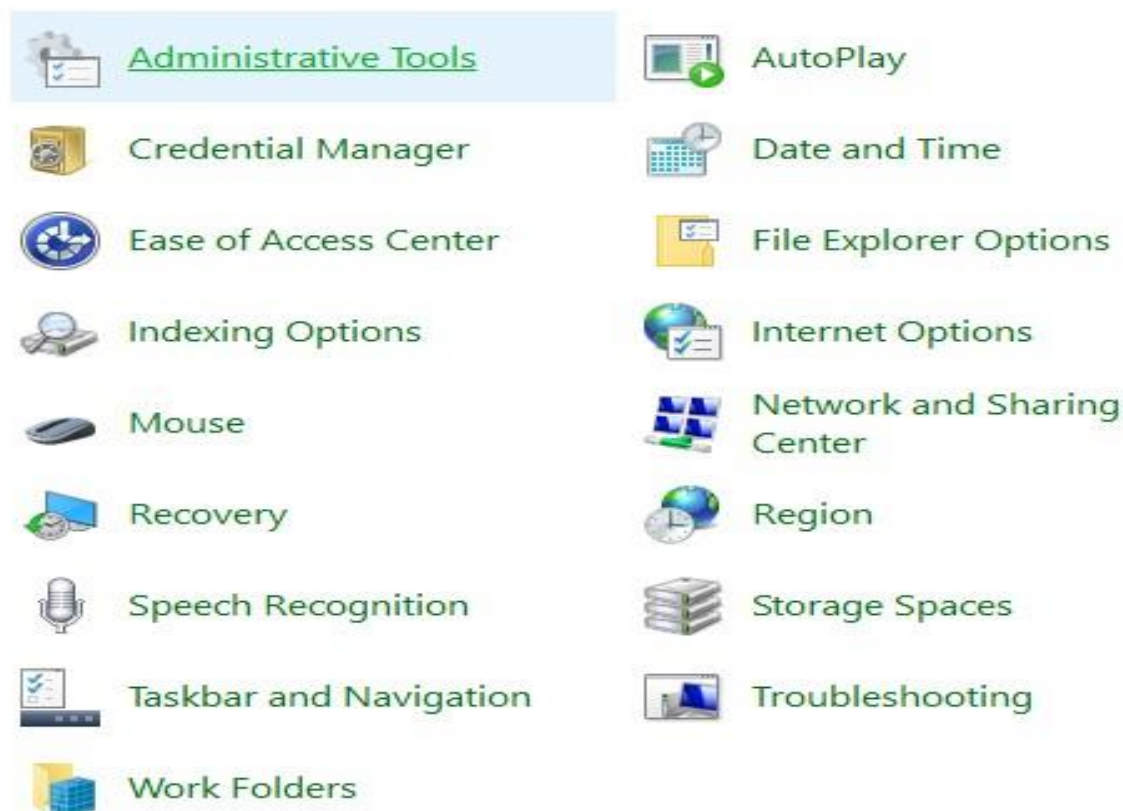 Administrative Tools
AutoPlay
Credential Manager
Date and Time
Ease of Access Center
File Explorer Options
Indexing Options
Internet Options
Mouse
Network and Sharing
Center
Recovery
Region
Speech Recognition
Storage Spaces
Taskbar and Navigation
Troubleshooting
Work Folders